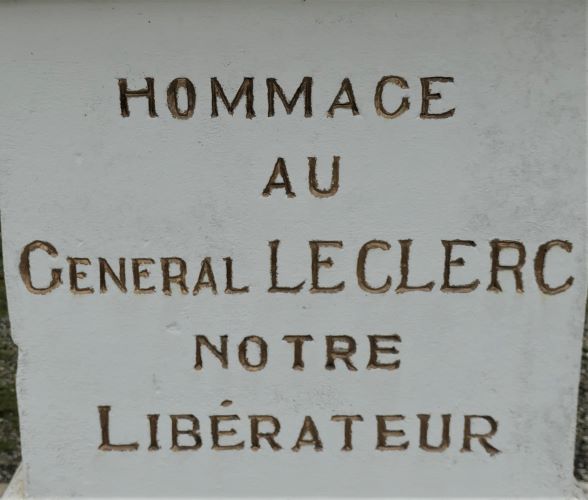 HOMMAGE
AU
GENERAL LECLERC
NOTRE
LIBÉRATEUR